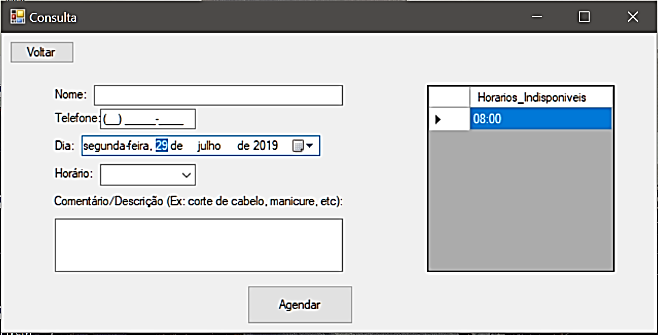 Consulta
Voltar
Nome:
Telefone: (__) _____-____
Dia: segunda-feira, 29 de julho de 2019
Horário:
Comentário/Descrição (Ex: corte de cabelo, manicure, etc):
Agendar
Horarios_Indisponiveis
08:00